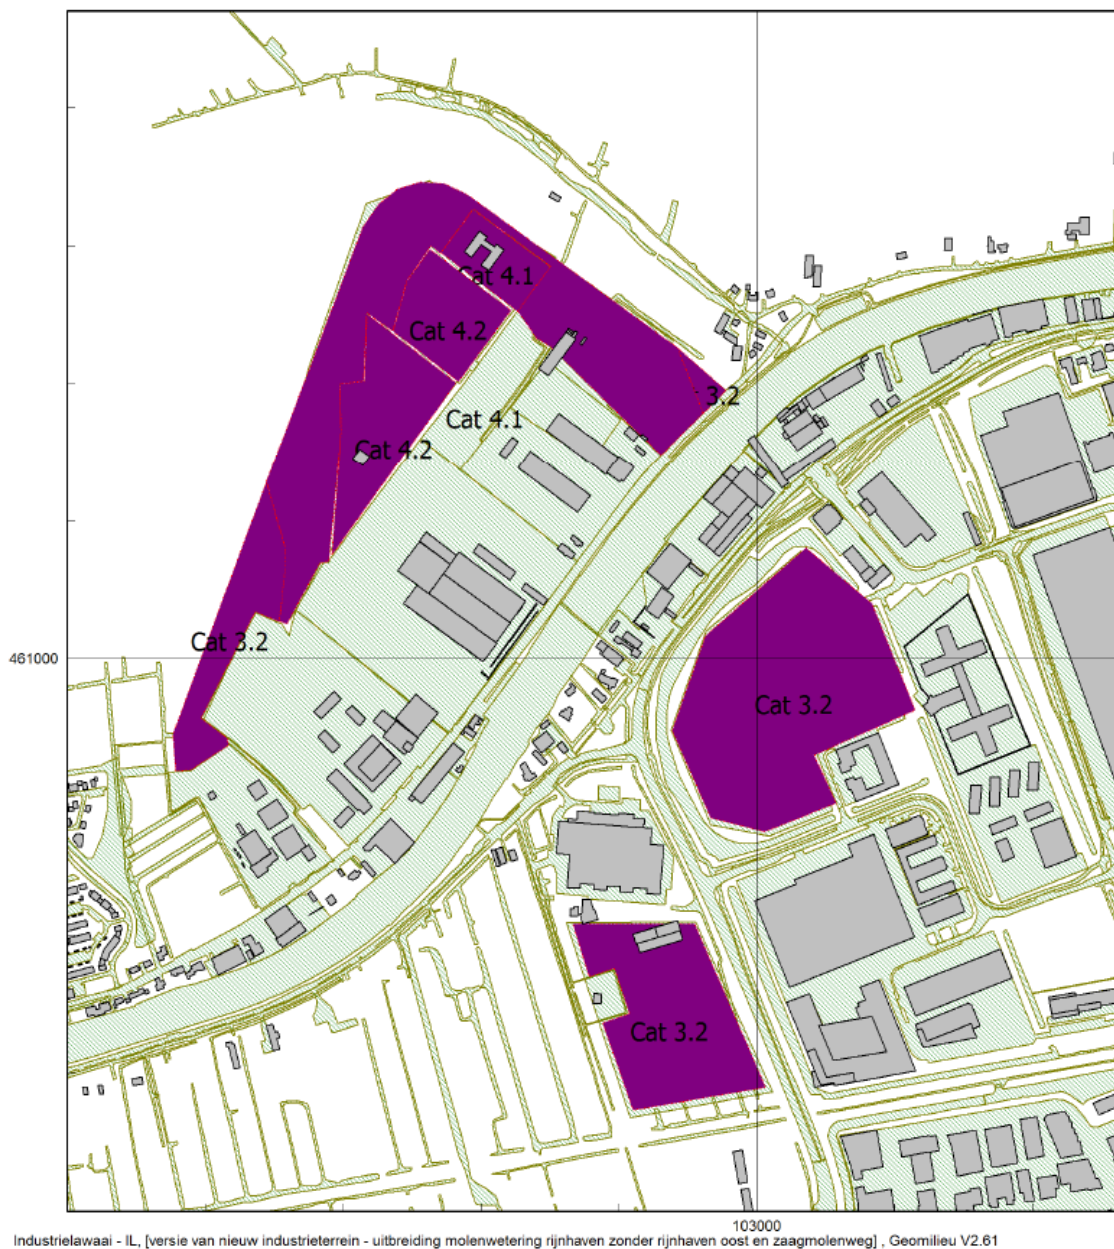 Cat 4.1
Cat 4.2
3.2
Cat 4.1
Cat 4.2
Cat 3.2
461000
Cat 3.2
Cat 3.2
103000
Industrielawaai - IL, [versie van nieuw industrieterrein - uitbreiding molenwetering rijnhaven zonder rijnhaven oost en zaagmolenweg] , Geomilieu V2.61